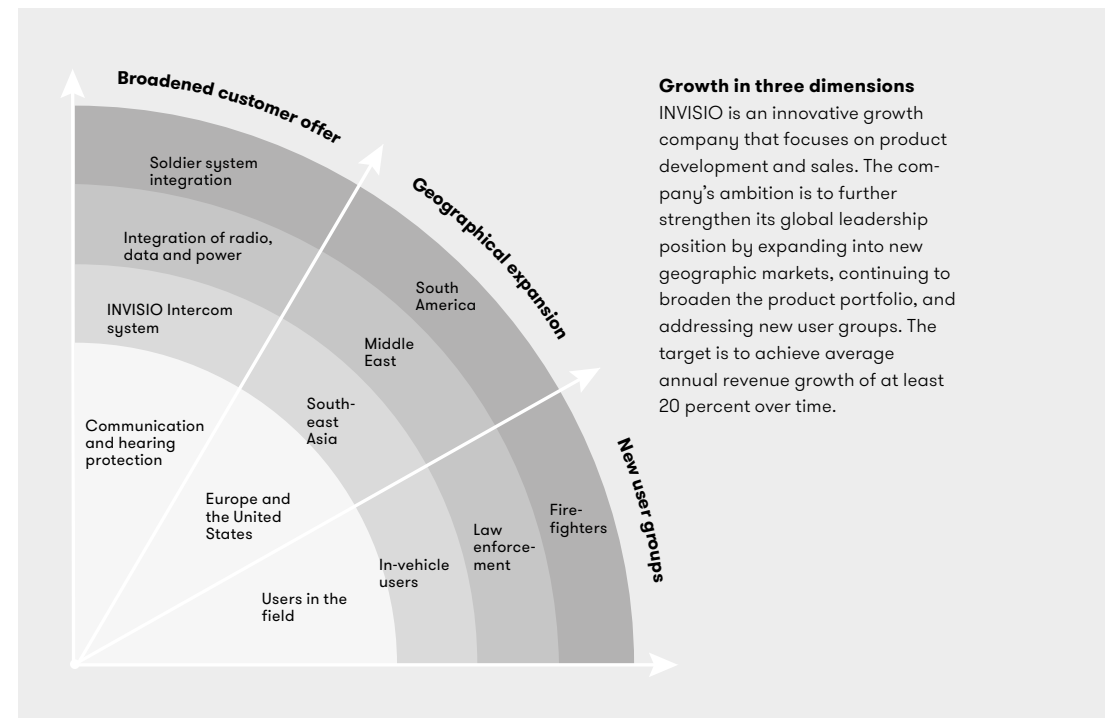 Broadened customer offer
Soldier system
integration
Integration of radio,
data and power
INVISIO Intercom
system
Communication
and hearing
protection
Geographical expansion
South
America
Middle
East
South-
east
Asia
Europe and
the United
States
New user groups
Fire-
fighters
Law
enforce-
ment
In-vehicle
users
Users in the
field
Growth in three dimensions
INVISIO is an innovative growth
company that focuses on product
development and sales. The com-
pany’s ambition is to further
strengthen its global leadership
position by expanding into new
geographic markets, continuing to
broaden the product portfolio, and
addressing new user groups. The
target is to achieve average
annual revenue growth of at least
20 percent over time.